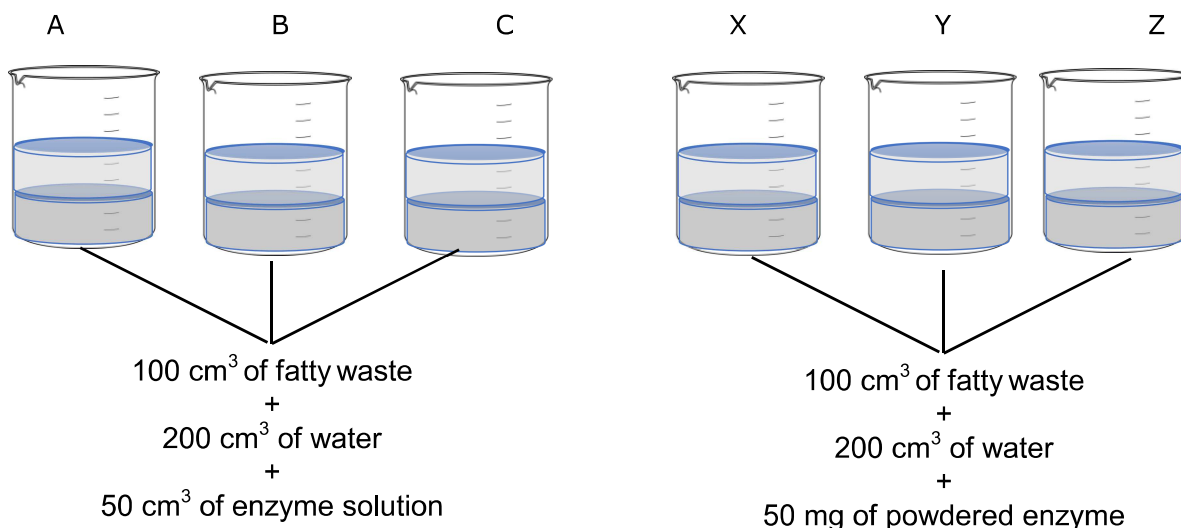 A B C X Y Z
100 cm³ of fatty waste
+
200 cm³ of water
+
50 cm³ of enzyme solution
100 cm³ of fatty waste
+
200 cm³ of water
+
50 mg of powdered enzyme